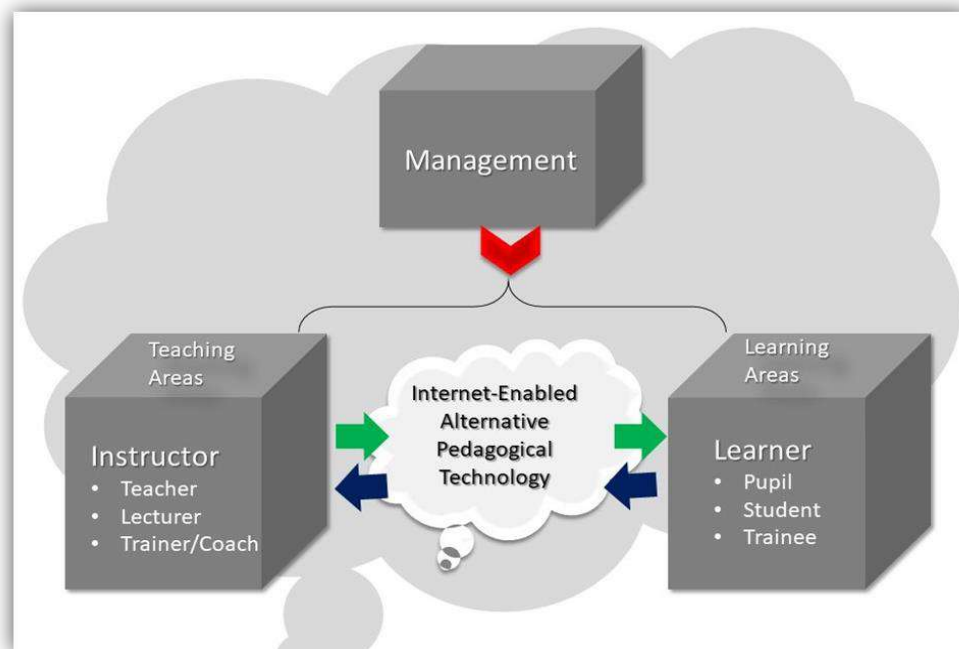 Management
Teaching
Areas
Instructor
• Teacher
• Lecturer
• Trainer/Coach
Internet-Enabled
Alternative
Pedagogical
Technology
Learning
Areas
Learner
• Pupil
• Student
• Trainee